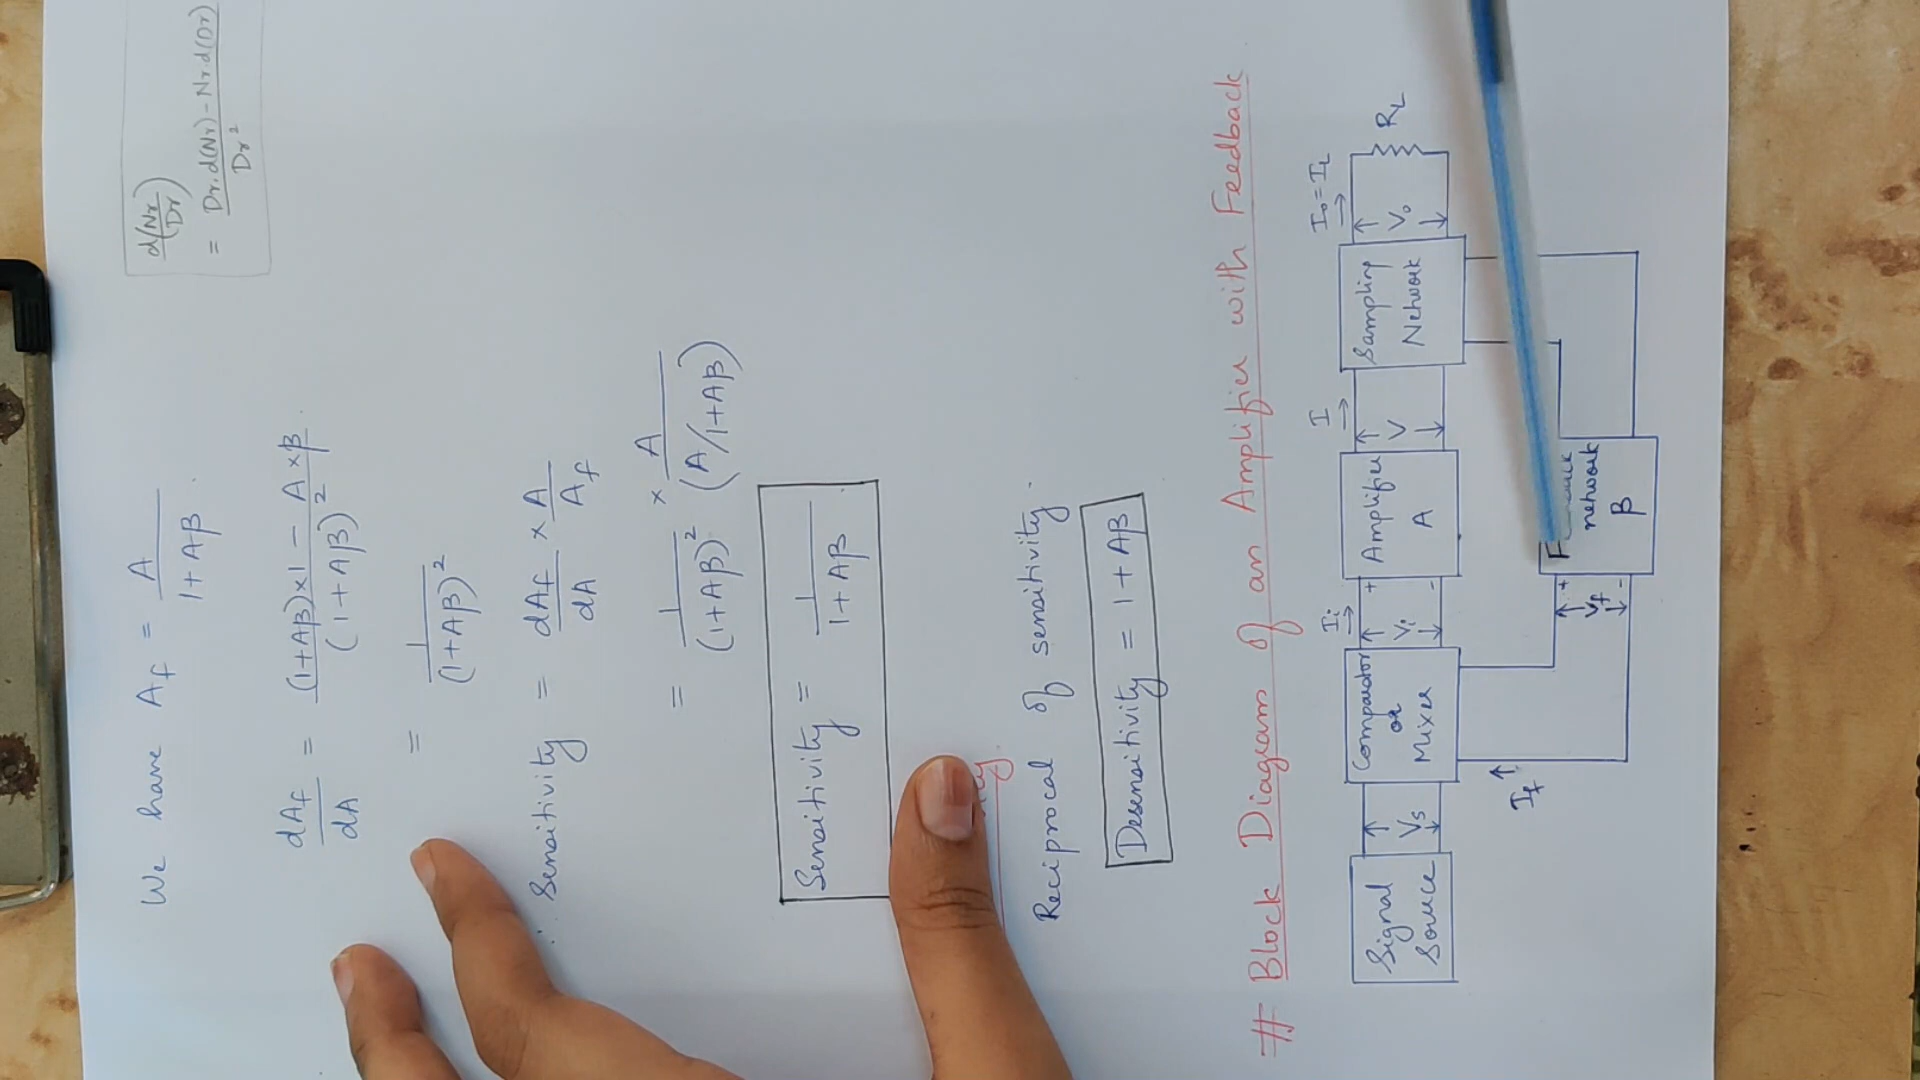 We have Af = A / 1+Aβ.
d(Nr/Dr)
= Dr.d(Nr) - Nr.d(Dr) / Dr²
dAf / dA = (1+Aβ)×1 - A×β / (1+Aβ)²
= 1 / (1+Aβ)²
∴ Sensitivity = dAf / dA × A / Af
= 1 / (1+Aβ)² × A / (A/1+Aβ)
Sensitivity = 1 / 1+Aβ.
Reciprocal of sensitivity.
Desensitivity = 1 + Aβ
# Block Diagram of an Amplifier with Feedback
Ii I Io = IL
Signal Source
Vs
Comparator or Mixer
+ Vi -
Amplifier A
V
Sampling Network
Vo
RL
If
+ Vf -
network β